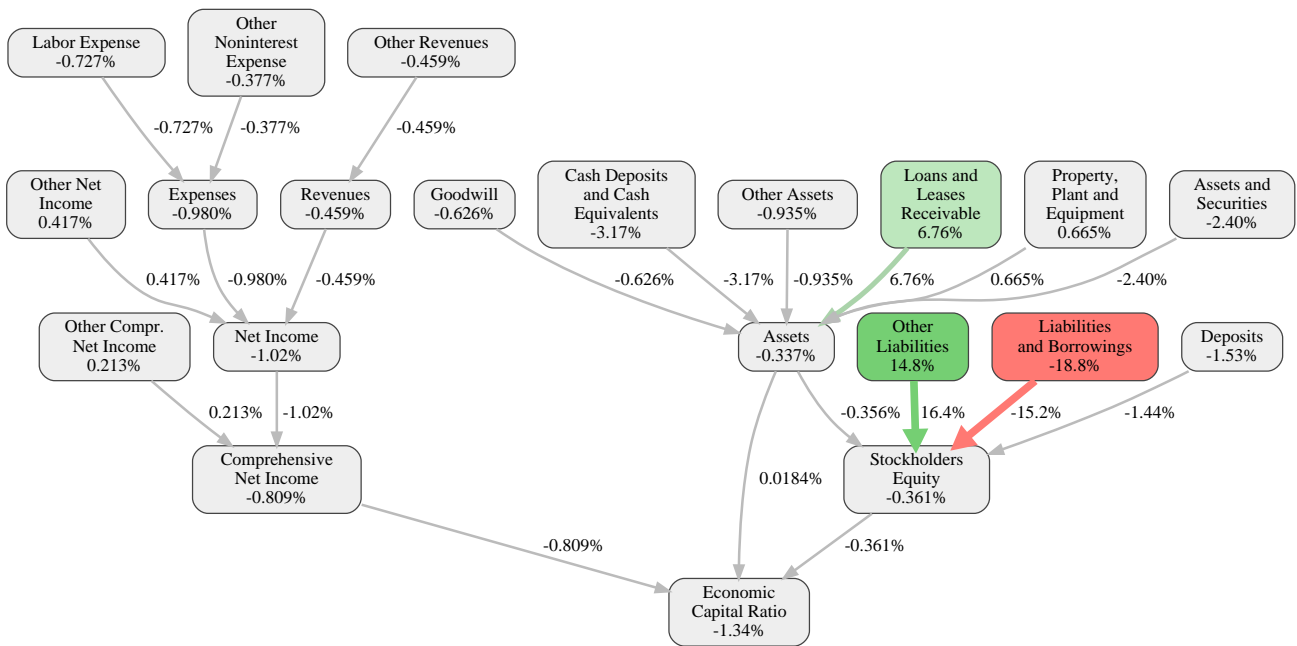 Labor Expense
-0.727%
Other
Noninterest
Expense
-0.377%
Other Revenues
-0.459%
-0.727%
-0.377%
-0.459%
Other Net
Income
0.417%
Expenses
-0.980%
Revenues
-0.459%
Goodwill
-0.626%
Cash Deposits
and Cash
Equivalents
-3.17%
Other Assets
-0.935%
Loans and
Leases
Receivable
6.76%
Property,
Plant and
Equipment
0.665%
Assets and
Securities
-2.40%
0.417%
-0.980%
-0.459%
-0.626%
-3.17%
-0.935%
6.76%
0.665%
-2.40%
Other Compr.
Net Income
0.213%
Net Income
-1.02%
Assets
-0.337%
Other
Liabilities
14.8%
Liabilities
and Borrowings
-18.8%
Deposits
-1.53%
0.213%
-1.02%
-0.356%
16.4%
-15.2%
-1.44%
Comprehensive
Net Income
-0.809%
0.0184%
Stockholders
Equity
-0.361%
-0.809%
-0.361%
Economic
Capital Ratio
-1.34%